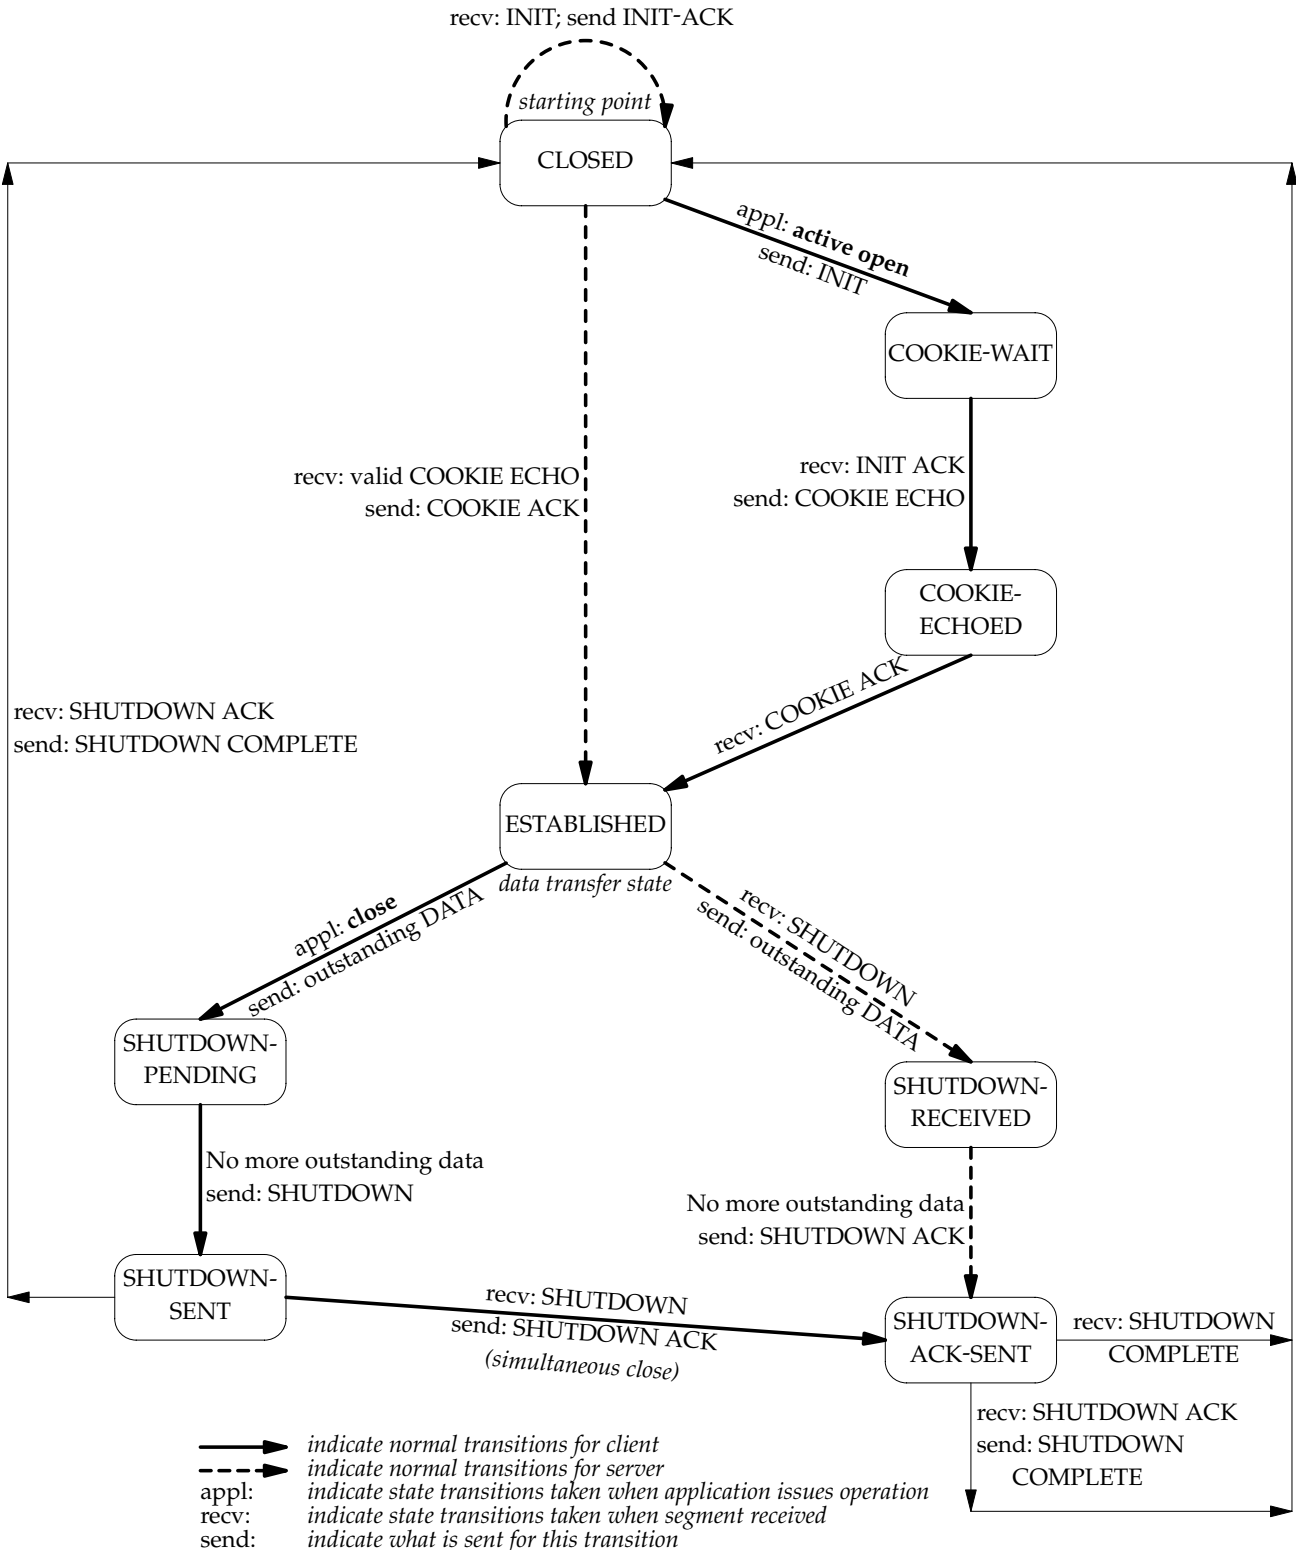 recv: INIT; send INIT-ACK
starting point
CLOSED
appl: active open
send: INIT
COOKIE-WAIT
recv: valid COOKIE ECHO
send: COOKIE ACK
recv: INIT ACK
send: COOKIE ECHO
COOKIE-
ECHOED
recv: COOKIE ACK
recv: SHUTDOWN ACK
send: SHUTDOWN COMPLETE
ESTABLISHED
data transfer state
appl: close
send: outstanding DATA
recv: SHUTDOWN
send: outstanding DATA
SHUTDOWN-
PENDING
SHUTDOWN-
RECEIVED
No more outstanding data
send: SHUTDOWN
No more outstanding data
send: SHUTDOWN ACK
SHUTDOWN-
SENT
recv: SHUTDOWN
send: SHUTDOWN ACK
(simultaneous close)
SHUTDOWN-
ACK-SENT
recv: SHUTDOWN
COMPLETE
recv: SHUTDOWN ACK
send: SHUTDOWN
COMPLETE
indicate normal transitions for client
indicate normal transitions for server
appl: indicate state transitions taken when application issues operation
recv: indicate state transitions taken when segment received
send: indicate what is sent for this transition